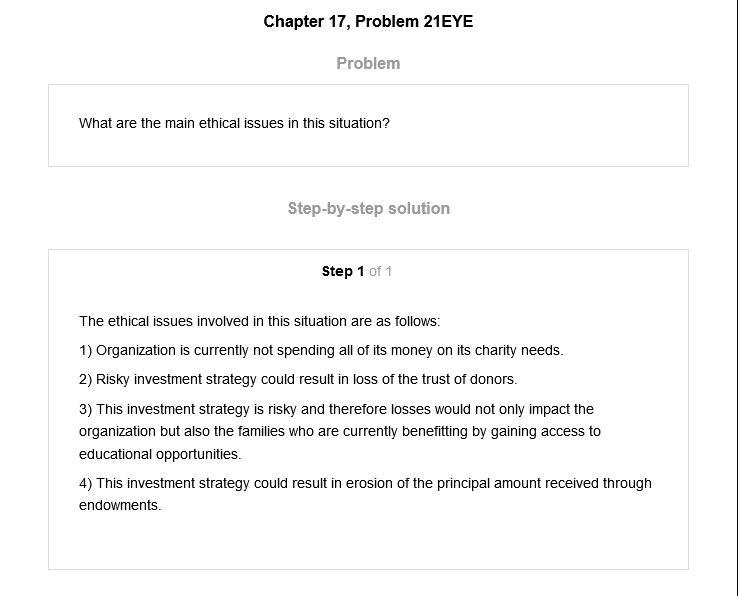 Chapter 17, Problem 21EYE
Problem
What are the main ethical issues in this situation?
Step-by-step solution
Step 1 of 1
The ethical issues involved in this situation are as follows:
1) Organization is currently not spending all of its money on its charity needs.
2) Risky investment strategy could result in loss of the trust of donors.
3) This investment strategy is risky and therefore losses would not only impact the
organization but also the families who are currently benefitting by gaining access to
educational opportunities.
4) This investment strategy could result in erosion of the principal amount received through
endowments.